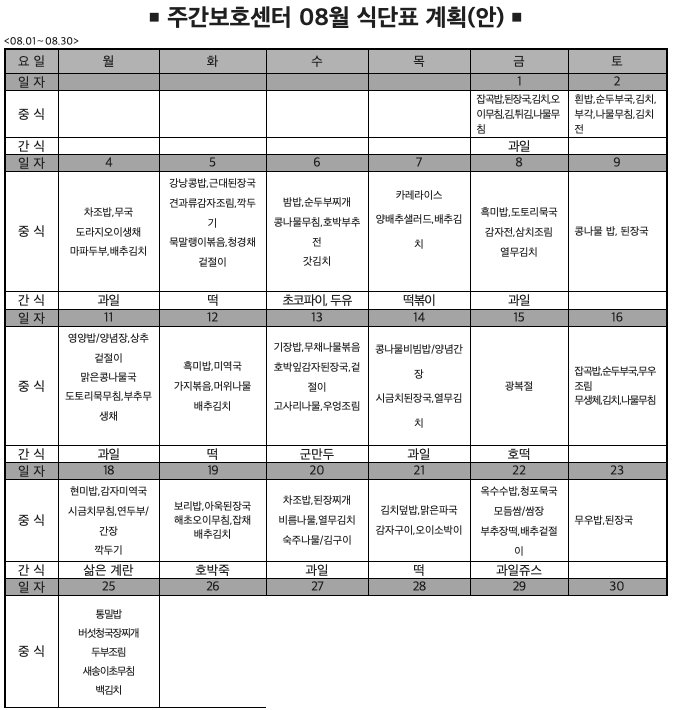 ▪ 주간보호센터 08월 식단표 계획(안) ▪
<08.01~08.30>
요 일 월 화 수 목 금 토
일 자 1 2
중 식
잡곡밥,된장국,김치,오
이무침,김,튀김,나물무
침
흰밥,순두부국,김치,
부각,나물무침,김치
전
간 식 과일
일 자 4 5 6 7 8 9
중 식
차조밥,무국
도라지오이생채
마파두부,배추김치
강낭콩밥,근대된장국
견과류감자조림,깍두
기
묵말랭이볶음,청경채
겉절이
밤밥,순두부찌개
콩나물무침,호박부추
전
갓김치
카레라이스
양배추샐러드,배추김
치
흑미밥,도토리묵국
감자전,삼치조림
열무김치
콩나물 밥, 된장국
간 식 과일 떡 초코파이, 두유 떡볶이 과일
일 자 11 12 13 14 15 16
중 식
영양밥/양념장,상추
겉절이
맑은콩나물국
도토리묵무침,부추무
생채
흑미밥,미역국
가지볶음,머위나물
배추김치
기장밥,무채나물볶음
호박잎감자된장국,겉
절이
고사리나물,우엉조림
콩나물비빔밥/양념간
장
시금치된장국,열무김
치
광복절
잡곡밥,순두부국,무우
조림
무생체,김치,나물무침
간 식 과일 떡 군만두 과일 호떡
일 자 18 19 20 21 22 23
중 식
현미밥,감자미역국
시금치무침,연두부/
간장
깍두기
보리밥,아욱된장국
해초오이무침,잡채
배추김치
차조밥,된장찌개
비름나물,열무김치
숙주나물/김구이
김치덮밥,맑은파국
감자구이,오이소박이
옥수수밥,청포묵국
모듬쌈/쌈장
부추장떡,배추겉절
이
무우밥,된장국
간 식 삶은 계란 호박죽 과일 떡 과일쥬스
일 자 25 26 27 28 29 30
중 식
통밀밥
버섯청국장찌개
두부조림
새송이초무침
백김치